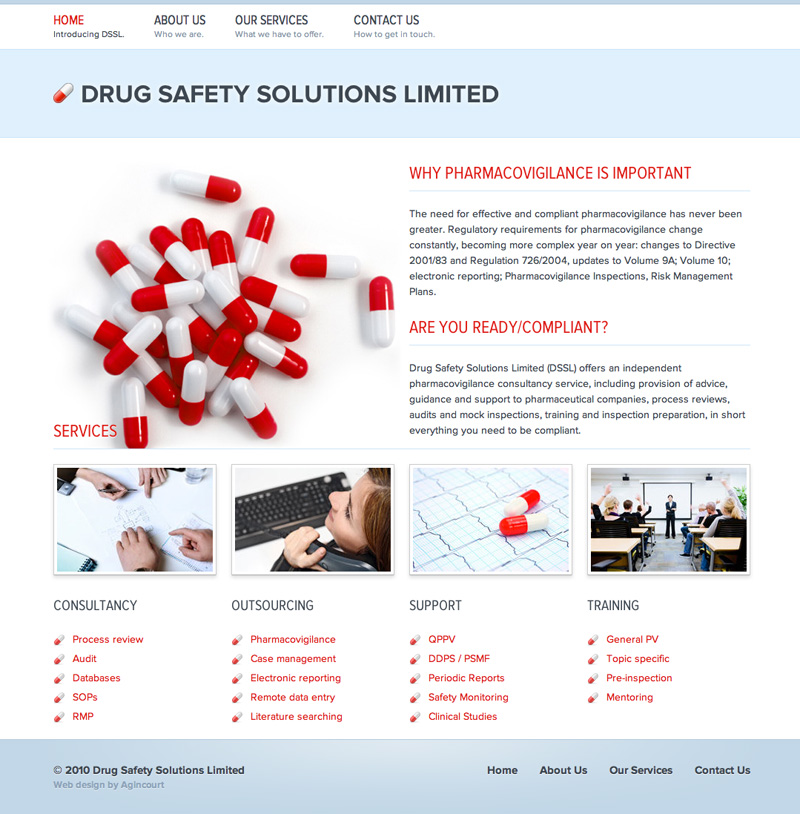 HOME
Introducing DSSL.
ABOUT US
Who we are.
OUR SERVICES
What we have to offer.
CONTACT US
How to get in touch.
DRUG SAFETY SOLUTIONS LIMITED
WHY PHARMACOVIGILANCE IS IMPORTANT
The need for effective and compliant pharmacovigilance has never been
greater. Regulatory requirements for pharmacovigilance change
constantly, becoming more complex year on year: changes to Directive
2001/83 and Regulation 726/2004, updates to Volume 9A; Volume 10;
electronic reporting; Pharmacovigilance Inspections, Risk Management
Plans.
ARE YOU READY/COMPLIANT?
Drug Safety Solutions Limited (DSSL) offers an independent
pharmacovigilance consultancy service, including provision of advice,
guidance and support to pharmaceutical companies, process reviews,
audits and mock inspections, training and inspection preparation, in short
everything you need to be compliant.
SERVICES
CONSULTANCY
Process review
Audit
Databases
SOPs
RMP
OUTSOURCING
Pharmacovigilance
Case management
Electronic reporting
Remote data entry
Literature searching
SUPPORT
QPPV
DDPS / PSMF
Periodic Reports
Safety Monitoring
Clinical Studies
TRAINING
General PV
Topic specific
Pre-inspection
Mentoring
© 2010 Drug Safety Solutions Limited
Web design by Agincourt
Home About Us Our Services Contact Us